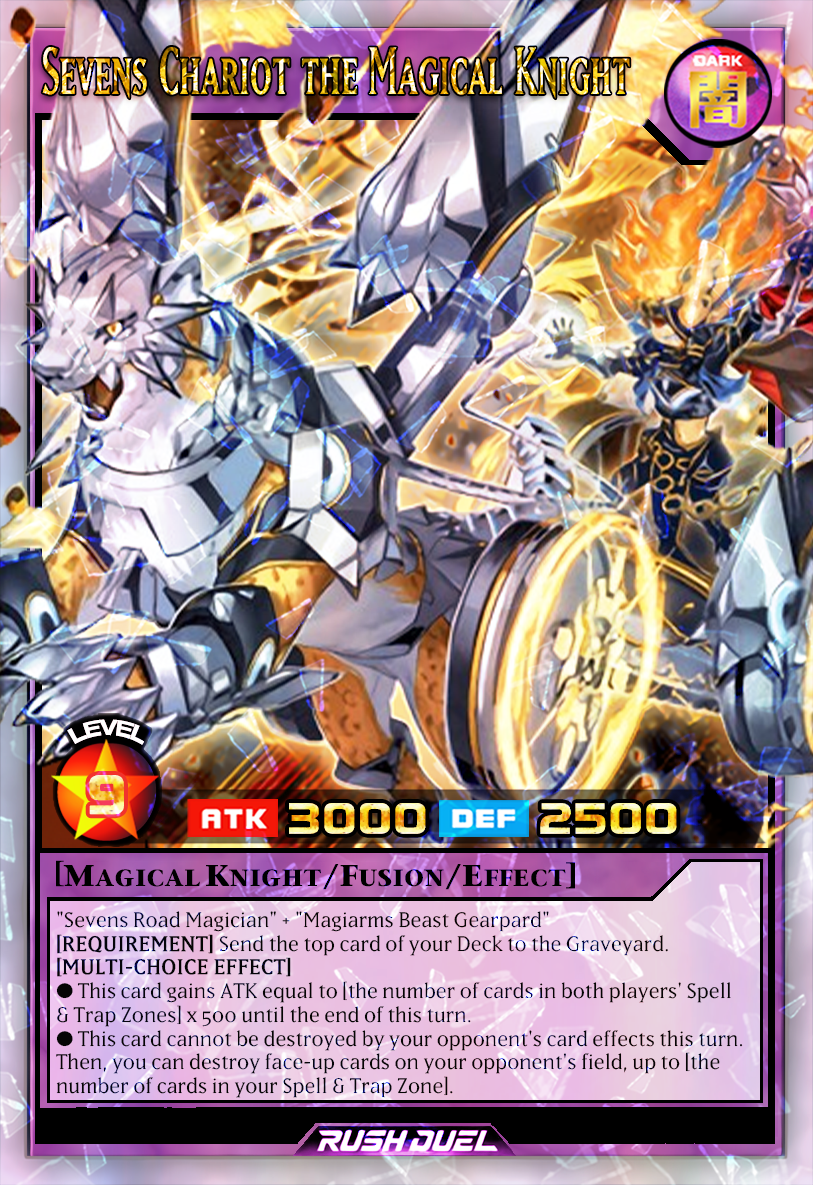 Sevens Chariot the Magical Knight
DARK
闇
LEVEL
9
ATK 3000 DEF 2500
[Magical Knight/Fusion/Effect]
"Sevens Road Magician" + "Magiarms Beast Gearpard"
[REQUIREMENT] Send the top card of your Deck to the Graveyard.
[MULTI-CHOICE EFFECT]
● This card gains ATK equal to [the number of cards in both players' Spell
& Trap Zones] x 500 until the end of this turn.
● This card cannot be destroyed by your opponent's card effects this turn.
Then, you can destroy face-up cards on your opponent's field, up to [the
number of cards in your Spell & Trap Zone].
RUSH DUEL